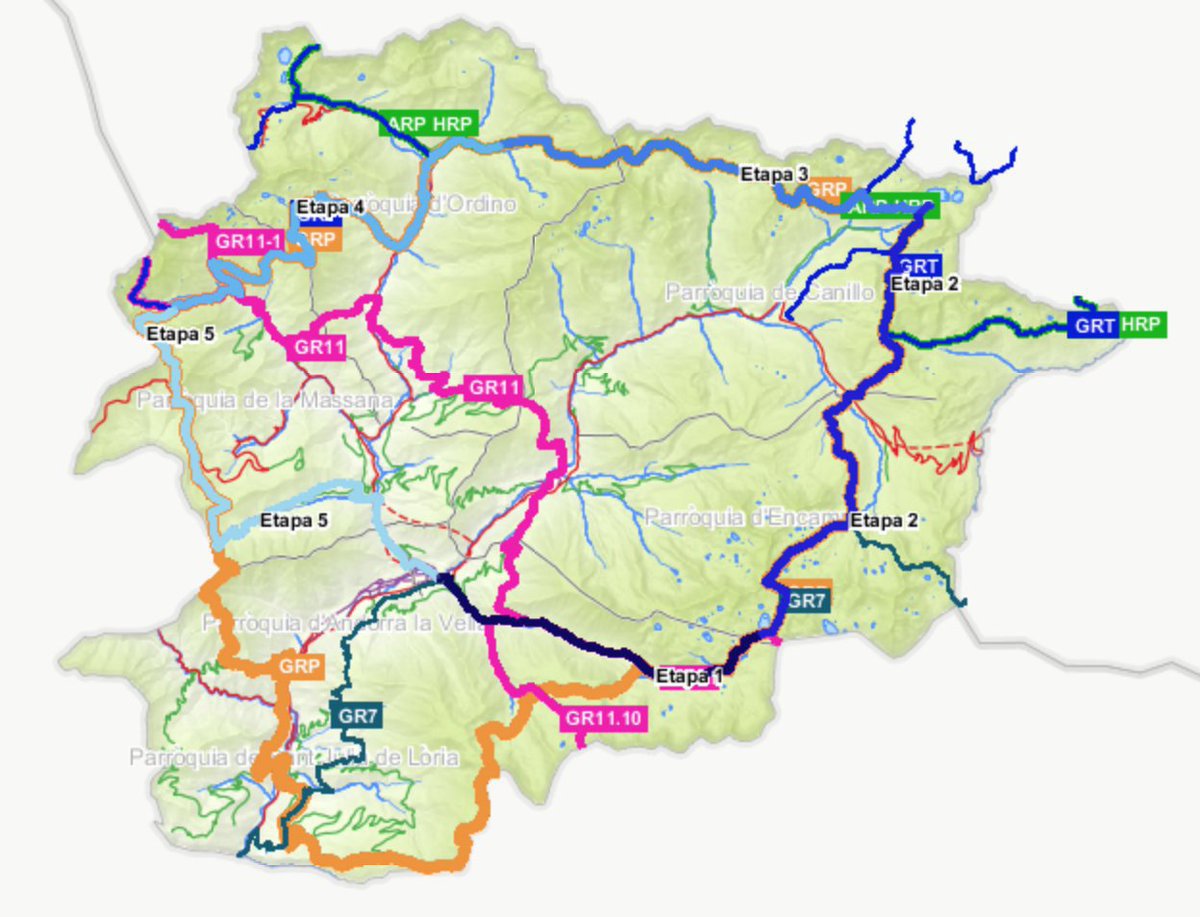 ARP HRP
Etapa 3
GRP
ARP HRP
Parròquia d'Ordino
Etapa 4
GRP
GR11-1
GRT
Etapa 2
Parròquia de Canillo
GRT HRP
Etapa 5
GR11
GR11
Parròquia de la Massana
Etapa 5
Parròquia d'Encamp
Etapa 2
GR7
Parròquia d'Andorra la Vella
GRP
Etapa 1
GR7
GR11.10
Parròquia de Sant Julià de Lòria